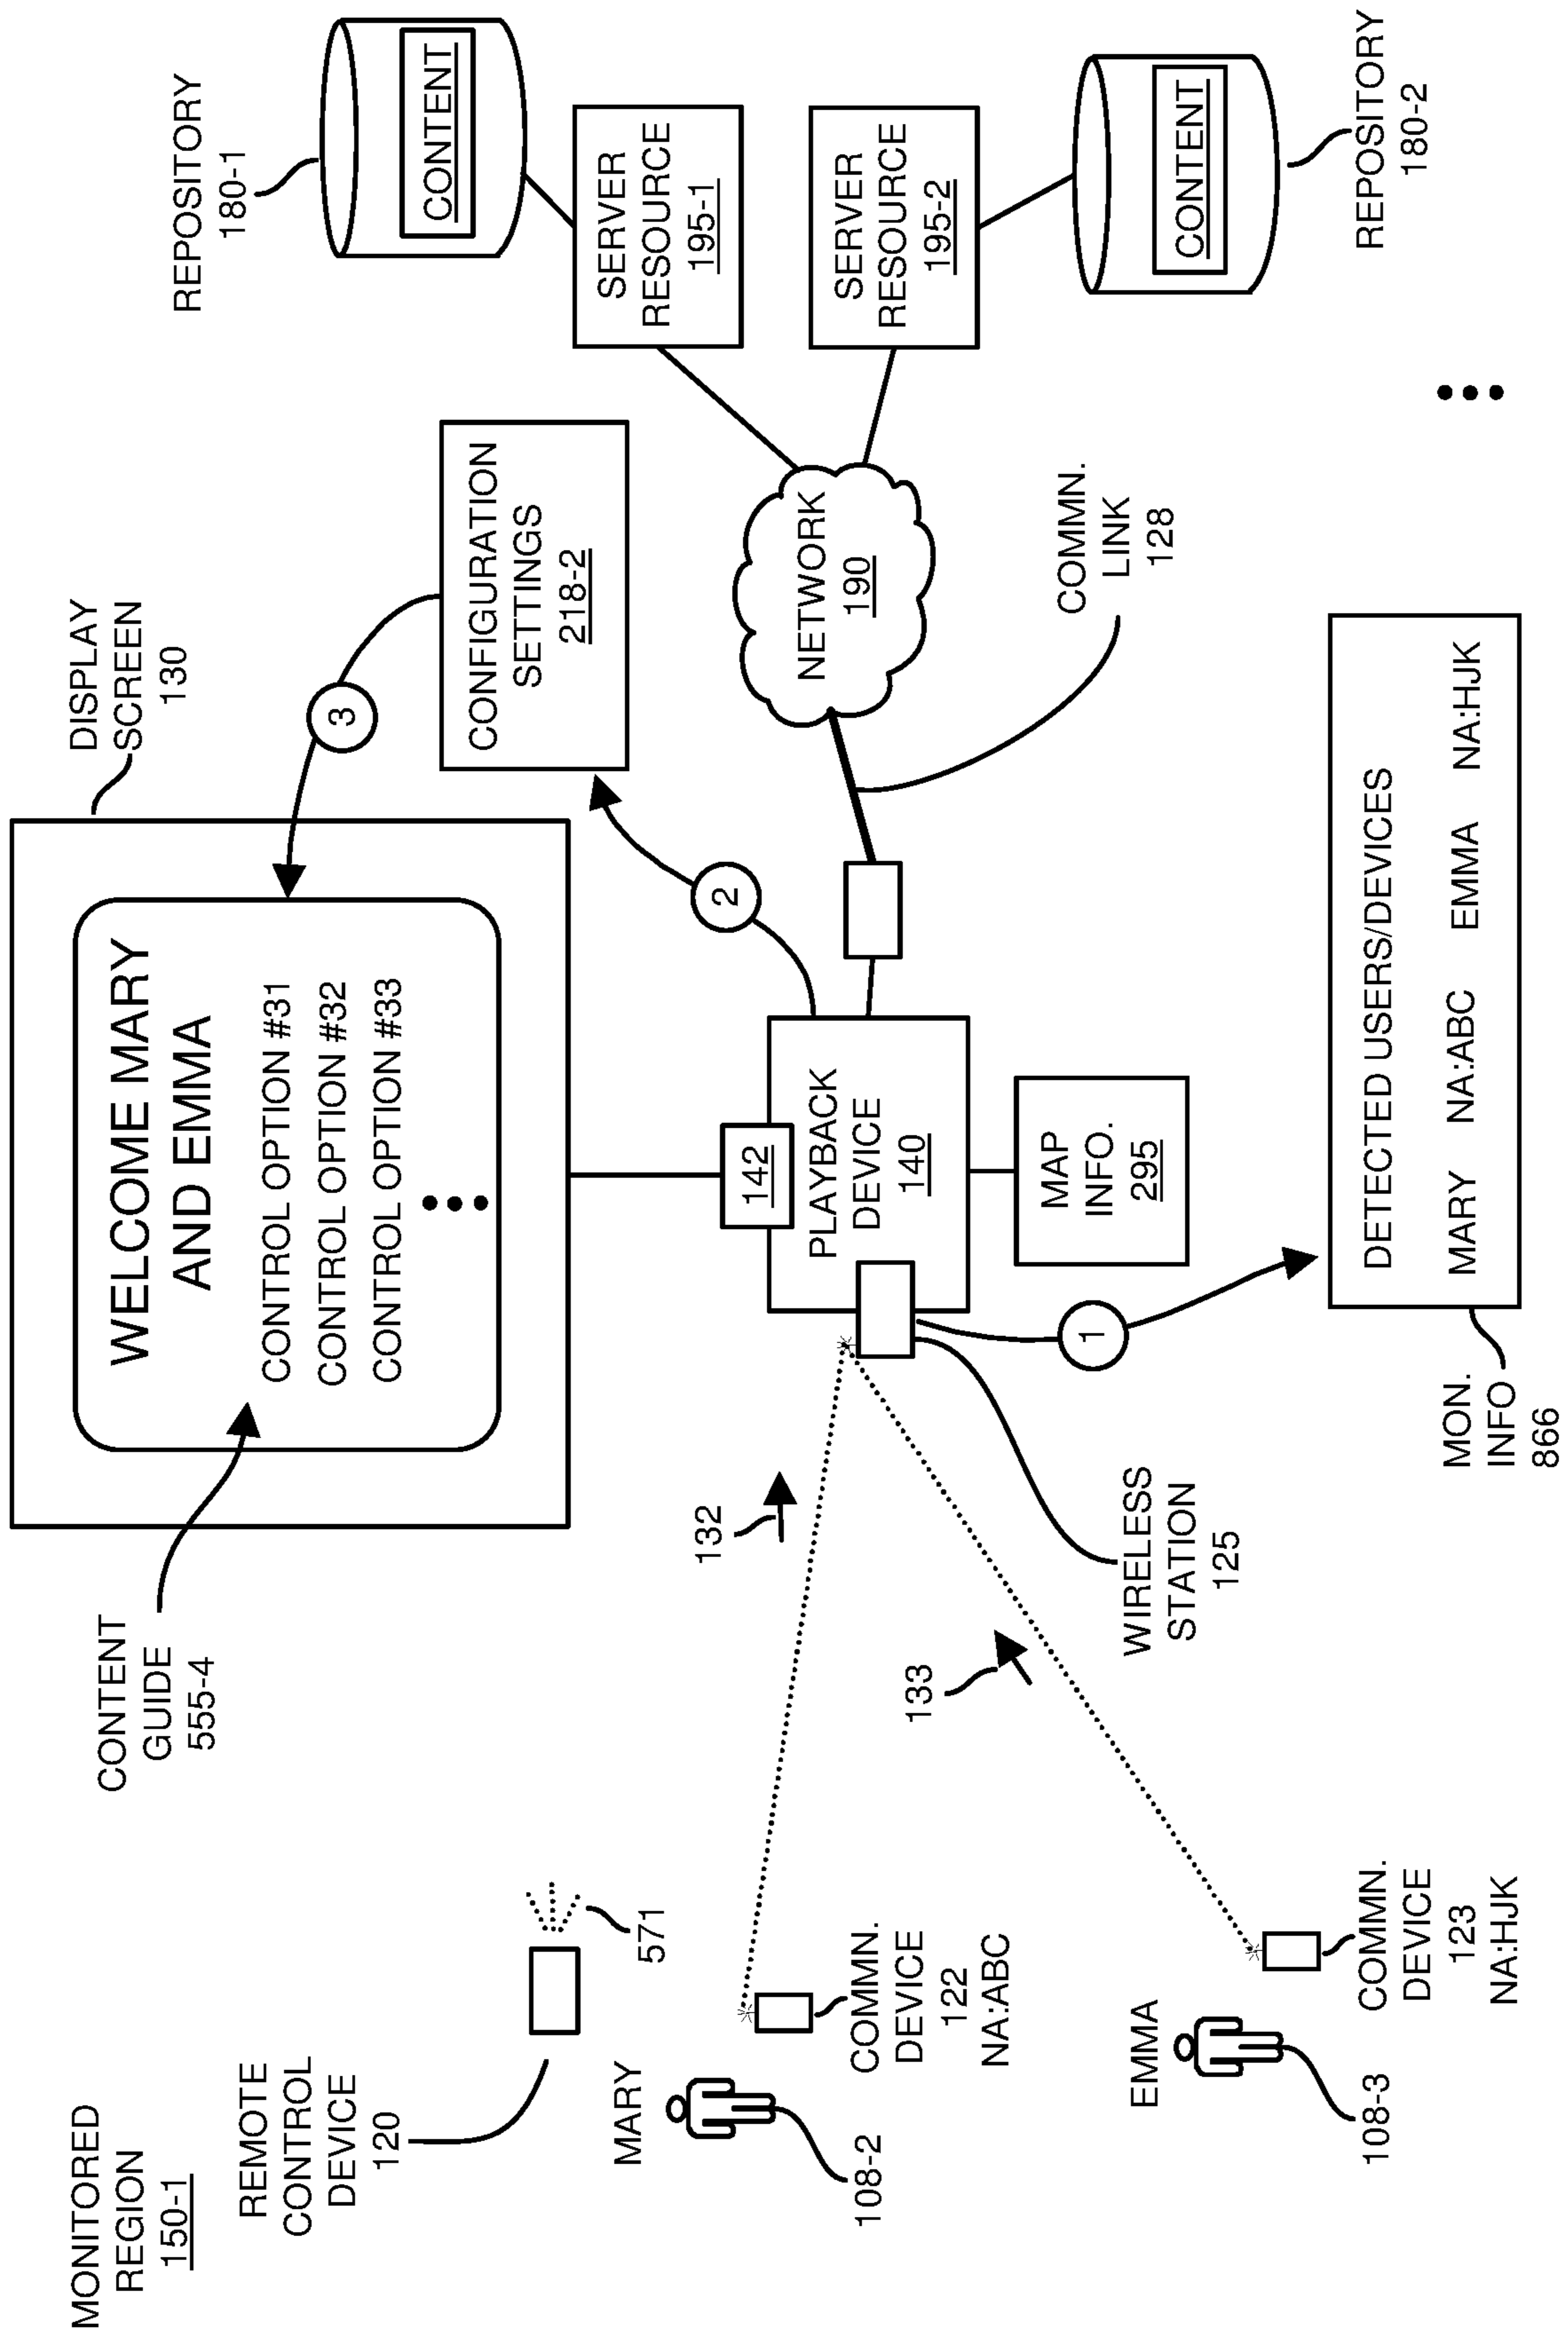 MONITORED
REGION
150-1
REMOTE
CONTROL
DEVICE
120
571
MARY
108-2
COMMN.
DEVICE
122
NA:ABC
EMMA
108-3
COMMN.
DEVICE
123
NA:HJK
CONTENT
GUIDE
555-4
WELCOME MARY
AND EMMA
CONTROL OPTION #31
CONTROL OPTION #32
CONTROL OPTION #33
DISPLAY
SCREEN
130
132
133
WIRELESS
STATION
125
142
PLAYBACK
DEVICE
140
MAP
INFO.
295
1
2
3
CONFIGURATION
SETTINGS
218-2
MON.
INFO
866
DETECTED USERS/DEVICES
MARY NA:ABC EMMA NA:HJK
NETWORK
190
COMMN.
LINK
128
REPOSITORY
180-1
CONTENT
SERVER
RESOURCE
195-1
SERVER
RESOURCE
195-2
CONTENT
REPOSITORY
180-2